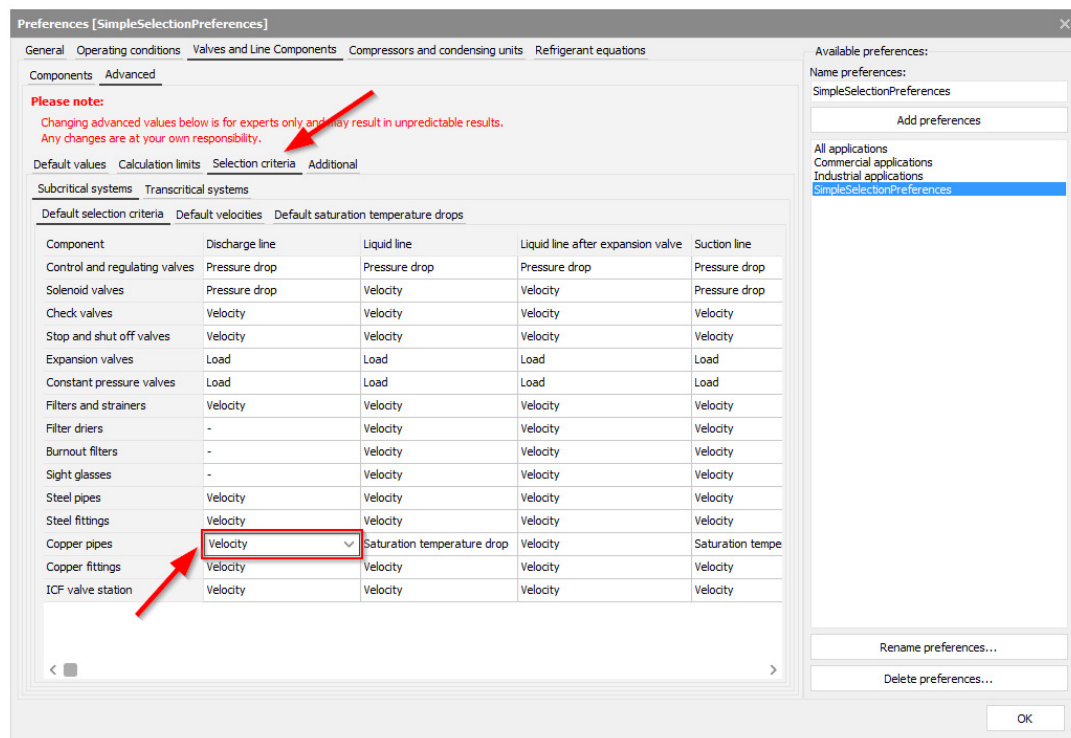 Preferences [SimpleSelectionPreferences]
General Operating conditions Valves and Line Components Compressors and condensing units Refrigerant equations
Components Advanced
Please note:
Changing advanced values below is for experts only and may result in unpredictable results.
Any changes are at your own responsibility.
Default values Calculation limits Selection criteria Additional
Subcritical systems Transcritical systems
Default selection criteria Default velocities Default saturation temperature drops
Component Discharge line Liquid line Liquid line after expansion valve Suction line
Control and regulating valves Pressure drop Pressure drop Pressure drop Pressure drop
Solenoid valves Pressure drop Velocity Velocity Pressure drop
Check valves Velocity Velocity Velocity Velocity
Stop and shut off valves Velocity Velocity Velocity Velocity
Expansion valves Load Load Load Load
Constant pressure valves Load Load Load Load
Filters and strainers Velocity Velocity Velocity Velocity
Filter driers - Velocity Velocity Velocity
Burnout filters - Velocity Velocity Velocity
Sight glasses - Velocity Velocity Velocity
Steel pipes Velocity Velocity Velocity Velocity
Steel fittings Velocity Velocity Velocity Velocity
Copper pipes Velocity Saturation temperature drop Velocity Saturation tempe
Copper fittings Velocity Velocity Velocity Velocity
ICF valve station Velocity Velocity Velocity Velocity
Available preferences:
Name preferences:
SimpleSelectionPreferences
Add preferences
All applications
Commercial applications
Industrial applications
SimpleSelectionPreferences
Rename preferences...
Delete preferences...
OK